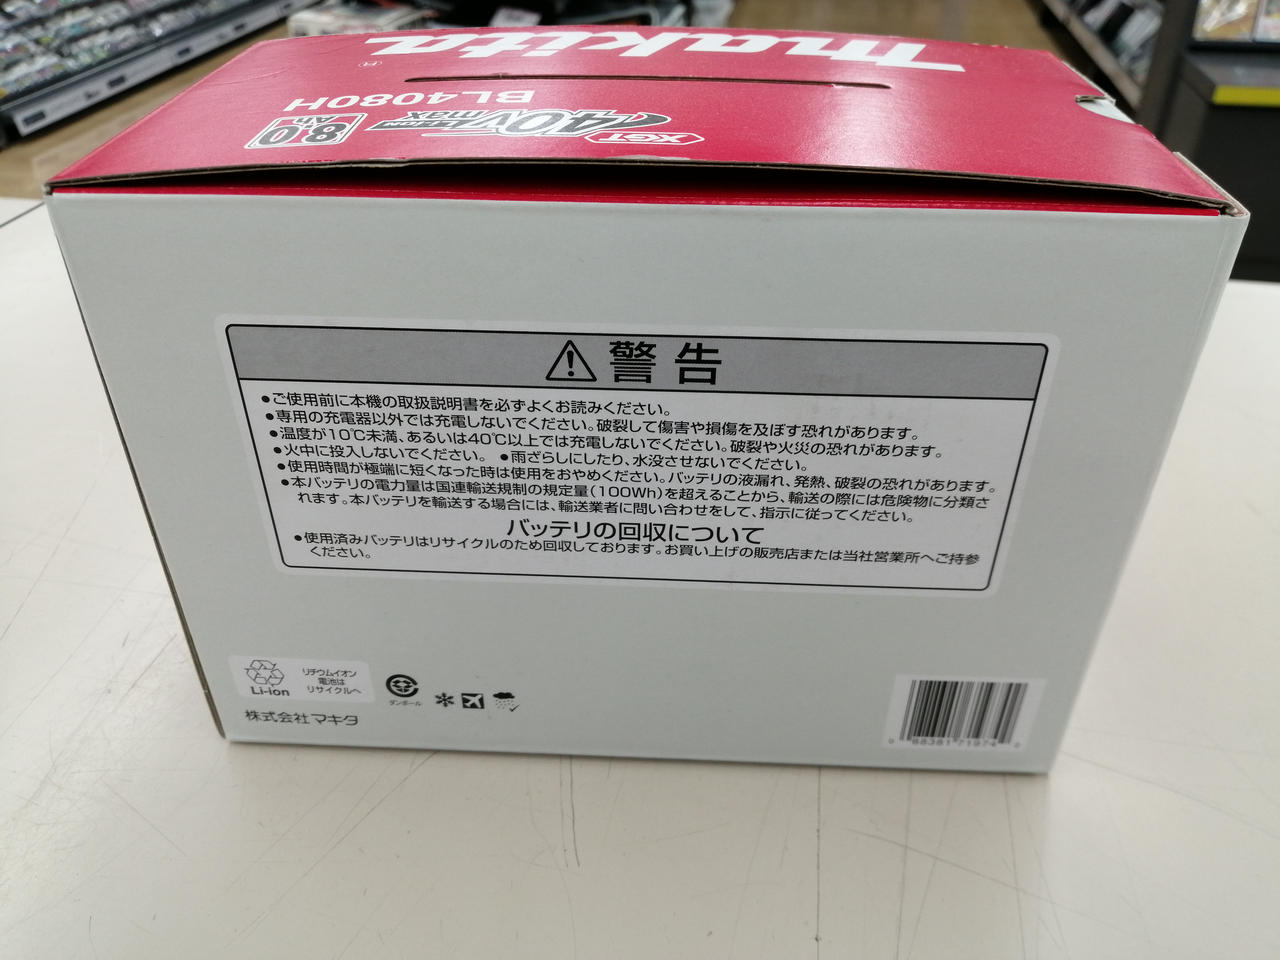 makita
BL4080H
XGT
40Vmax Li-ion
8.0 Ah
警告
●ご使用前に本機の取扱説明書を必ずよくお読みください。
●専用の充電器以外では充電しないでください。破裂して傷害や損傷を及ぼす恐れがあります。
●温度が10℃未満、あるいは40℃以上では充電しないでください。破裂や火災の恐れがあります。
●火中に投入しないでください。 ●雨ざらしにしたり、水没させないでください。
●使用時間が極端に短くなった時は使用をおやめください。バッテリの液漏れ、発熱、破裂の恐れがあります。
●本バッテリの電力量は国連輸送規制の規定量(100Wh)を超えることから、輸送の際には危険物に分類さ
れます。本バッテリを輸送する場合には、輸送業者に問い合わせをして、指示に従ってください。
バッテリの回収について
●使用済みバッテリはリサイクルのため回収しております。お買い上げの販売店または当社営業所へご持参
ください。
Li-ion
リチウムイオン
電池は
リサイクルへ
ダンボール
株式会社マキタ
0 88381 71974 0